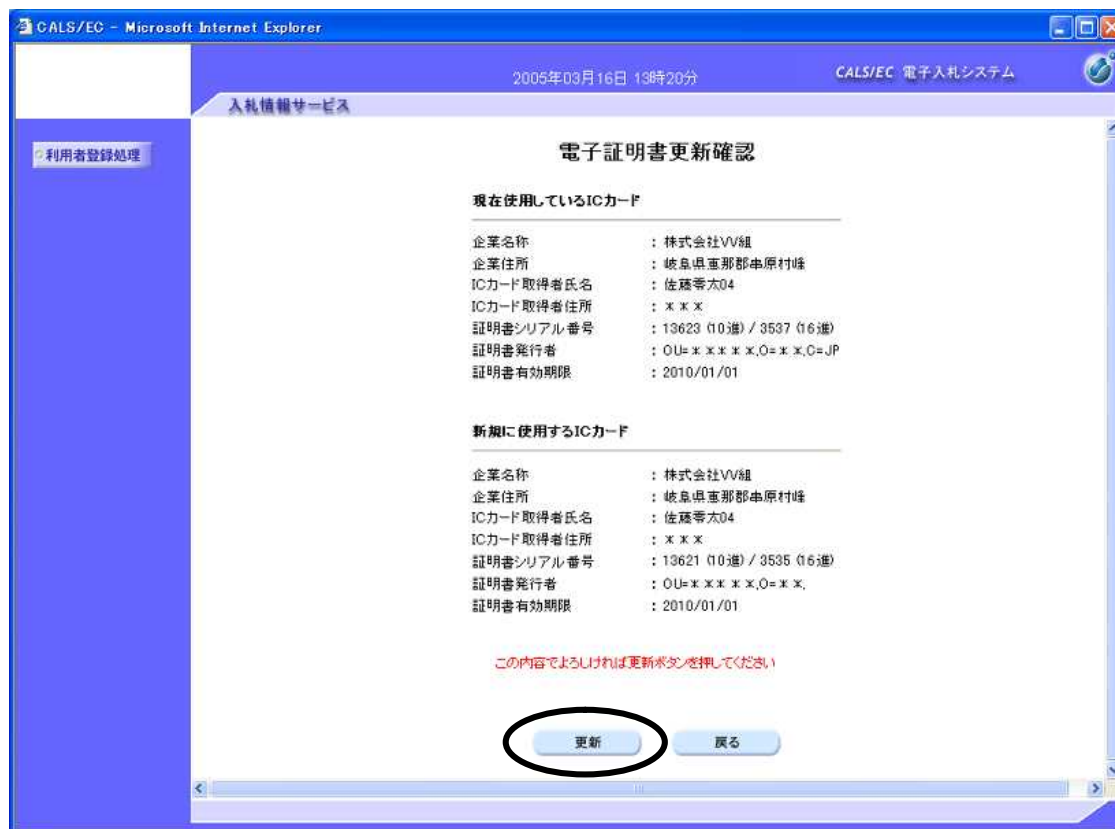 CALS/EC - Microsoft Internet Explorer
2005年03月16日 13時20分
CALS/EC 電子入札システム
入札情報サービス
利用者登録処理
電子証明書更新確認
現在使用しているICカード
企業名称 : 株式会社VV組
企業住所 : 岐阜県恵那郡串原村峰
ICカード取得者氏名 : 佐藤零太04
ICカード取得者住所 : ***
証明書シリアル番号 : 13623 (10進) / 3537 (16進)
証明書発行者 : OU=*****,O=**,C=JP
証明書有効期限 : 2010/01/01
新規に使用するICカード
企業名称 : 株式会社VV組
企業住所 : 岐阜県恵那郡串原村峰
ICカード取得者氏名 : 佐藤零太04
ICカード取得者住所 : ***
証明書シリアル番号 : 13621 (10進) / 3535 (16進)
証明書発行者 : OU=*****,O=**,
証明書有効期限 : 2010/01/01
この内容でよろしければ更新ボタンを押してください
更新 戻る